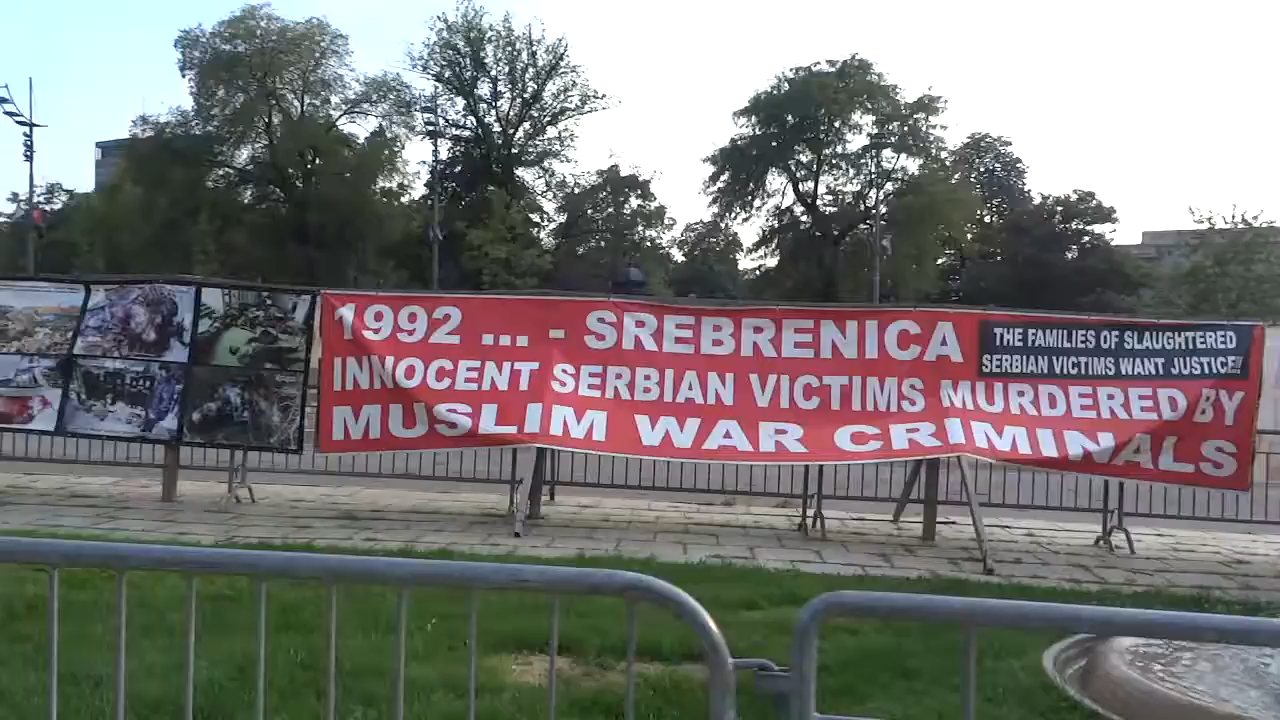 1992 ... - SREBRENICA
INNOCENT SERBIAN VICTIMS MURDERED BY
MUSLIM WAR CRIMINALS
THE FAMILIES OF SLAUGHTERED
SERBIAN VICTIMS WANT JUSTICE!!!